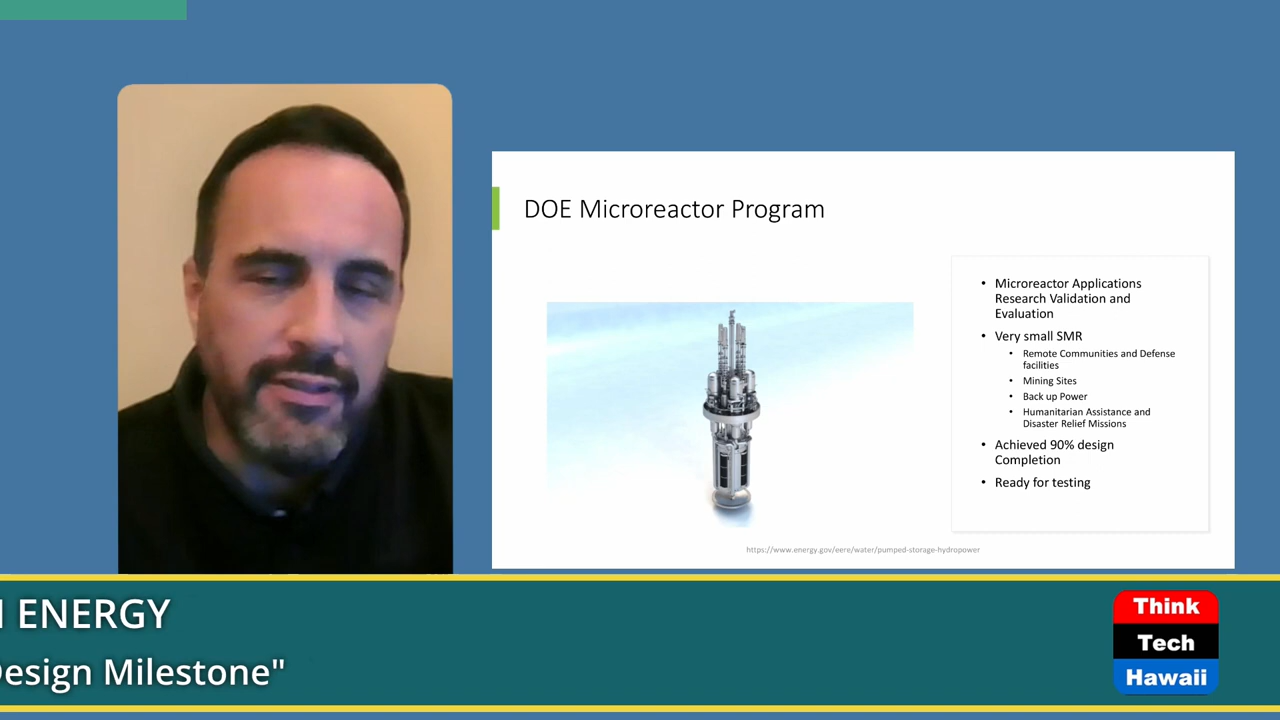 DOE Microreactor Program
• Microreactor Applications
Research Validation and
Evaluation
• Very small SMR
• Remote Communities and Defense
facilities
• Mining Sites
• Back up Power
• Humanitarian Assistance and
Disaster Relief Missions
• Achieved 90% design
Completion
• Ready for testing
https://www.energy.gov/eere/water/pumped-storage-hydropower
ENERGY
Design Milestone"
Think
Tech
Hawaii